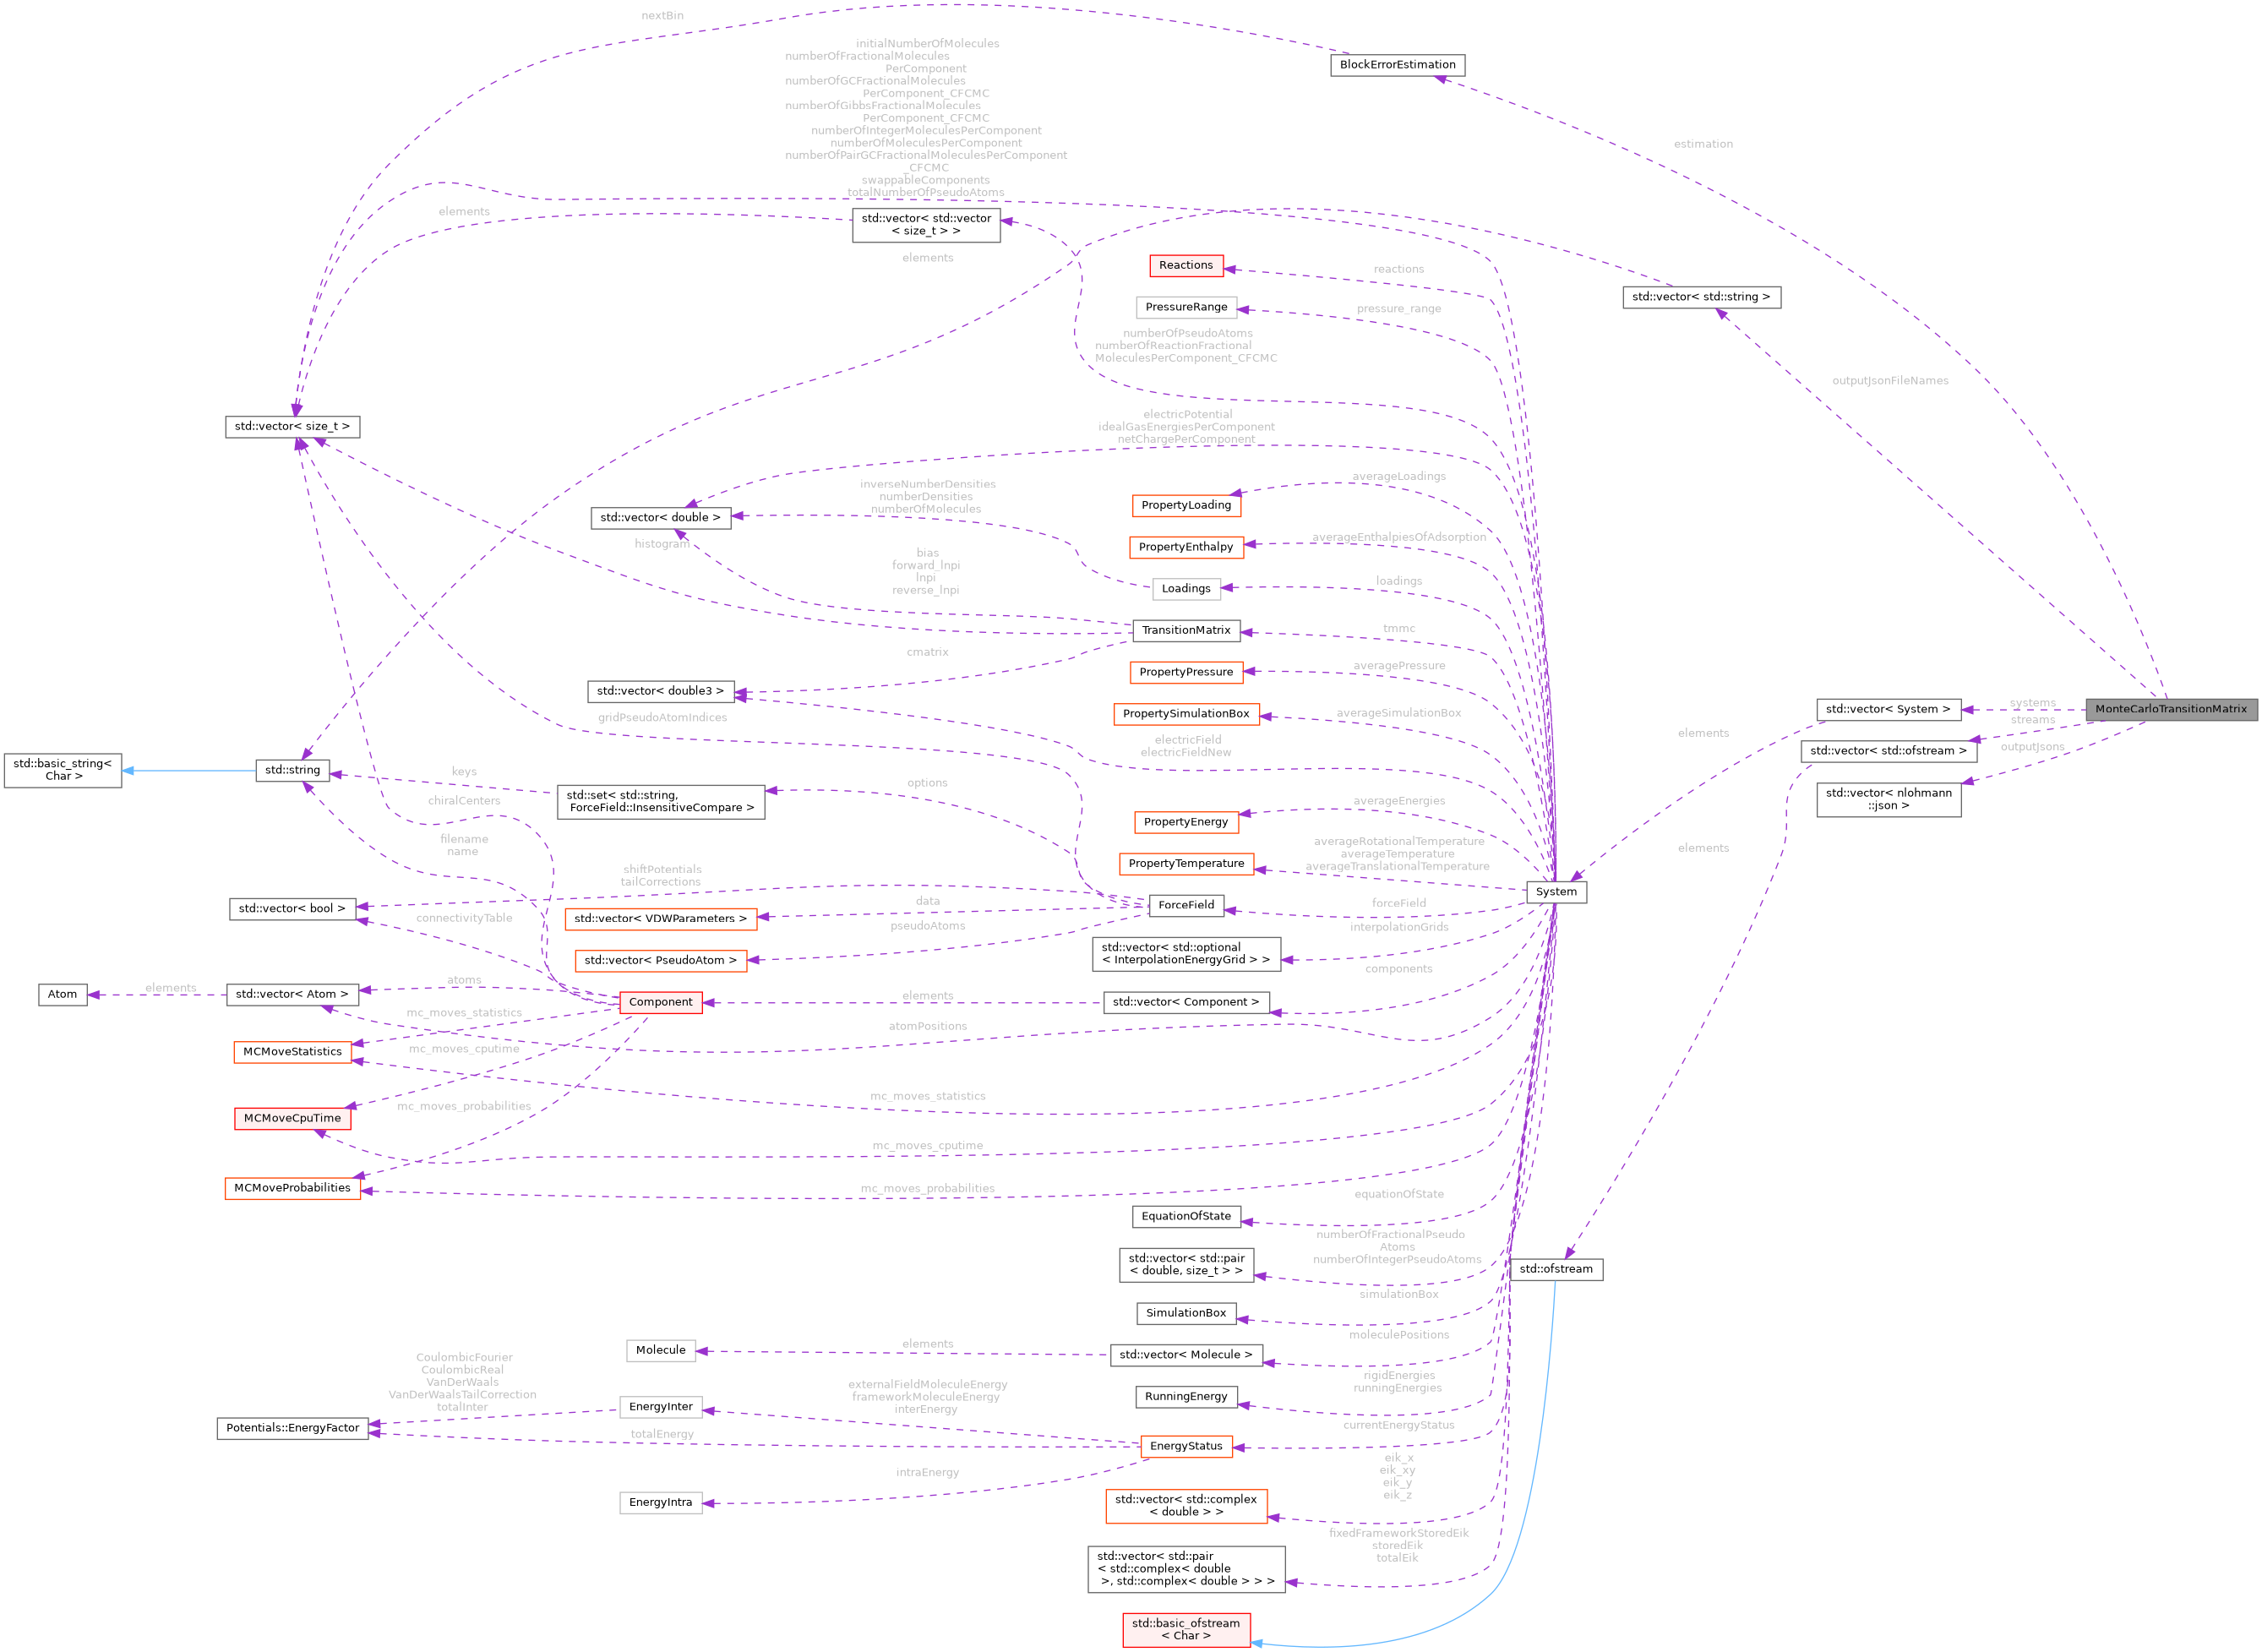 nextBin
BlockErrorEstimation
initialNumberOfMolecules
numberOfFractionalMolecules
PerComponent
numberOfGCFractionalMolecules
PerComponent_CFCMC
numberOfGibbsFractionalMolecules
PerComponent_CFCMC
numberOfIntegerMoleculesPerComponent
numberOfMoleculesPerComponent
numberOfPairGCFractionalMoleculesPerComponent
_CFCMC
swappableComponents
totalNumberOfPseudoAtoms
estimation
elements
std::vector< std::vector
< size_t > >
elements
Reactions
reactions
std::vector< std::string >
PressureRange
pressure_range
numberOfPseudoAtoms
numberOfReactionFractional
MoleculesPerComponent_CFCMC
outputJsonFileNames
std::vector< size_t >
electricPotential
idealGasEnergiesPerComponent
netChargePerComponent
averageLoadings
PropertyLoading
inverseNumberDensities
numberDensities
numberOfMolecules
std::vector< double >
histogram
PropertyEnthalpy
averageEnthalpiesOfAdsorption
bias
forward_lnpi
lnpi
reverse_lnpi
Loadings
loadings
TransitionMatrix
tmmc
cmatrix
PropertyPressure
averagePressure
std::vector< double3 >
gridPseudoAtomIndices
PropertySimulationBox
averageSimulationBox
electricField
electricFieldNew
std::vector< System >
systems
MonteCarloTransitionMatrix
streams
elements
std::vector< std::ofstream >
outputJsons
std::basic_string<
Char >
std::string
keys
std::set< std::string,
ForceField::InsensitiveCompare >
options
std::vector< nlohmann
::json >
chiralCenters
PropertyEnergy
averageEnergies
filename
name
PropertyTemperature
averageRotationalTemperature
averageTemperature
averageTranslationalTemperature
elements
shiftPotentials
tailCorrections
System
std::vector< bool >
connectivityTable
std::vector< VDWParameters >
data
ForceField
forceField
pseudoAtoms
interpolationGrids
std::vector< PseudoAtom >
std::vector< std::optional
< InterpolationEnergyGrid > >
components
Atom
elements
std::vector< Atom >
atoms
Component
elements
std::vector< Component >
mc_moves_statistics
atomPositions
MCMoveStatistics
mc_moves_cputime
mc_moves_statistics
MCMoveCpuTime
mc_moves_probabilities
mc_moves_cputime
MCMoveProbabilities
mc_moves_probabilities
EquationOfState
equationOfState
std::vector< std::pair
< double, size_t > >
numberOfFractionalPseudo
Atoms
numberOfIntegerPseudoAtoms
std::ofstream
SimulationBox
simulationBox
Molecule
elements
std::vector< Molecule >
moleculePositions
CoulombicFourier
CoulombicReal
VanDerWaals
VanDerWaalsTailCorrection
totalInter
externalFieldMoleculeEnergy
frameworkMoleculeEnergy
interEnergy
RunningEnergy
rigidEnergies
runningEnergies
EnergyInter
Potentials::EnergyFactor
totalEnergy
EnergyStatus
currentEnergyStatus
intraEnergy
EnergyIntra
eik_x
eik_xy
eik_y
eik_z
std::vector< std::complex
< double > >
fixedFrameworkStoredEik
storedEik
totalEik
std::vector< std::pair
< std::complex< double
>, std::complex< double > > >
std::basic_ofstream
< Char >